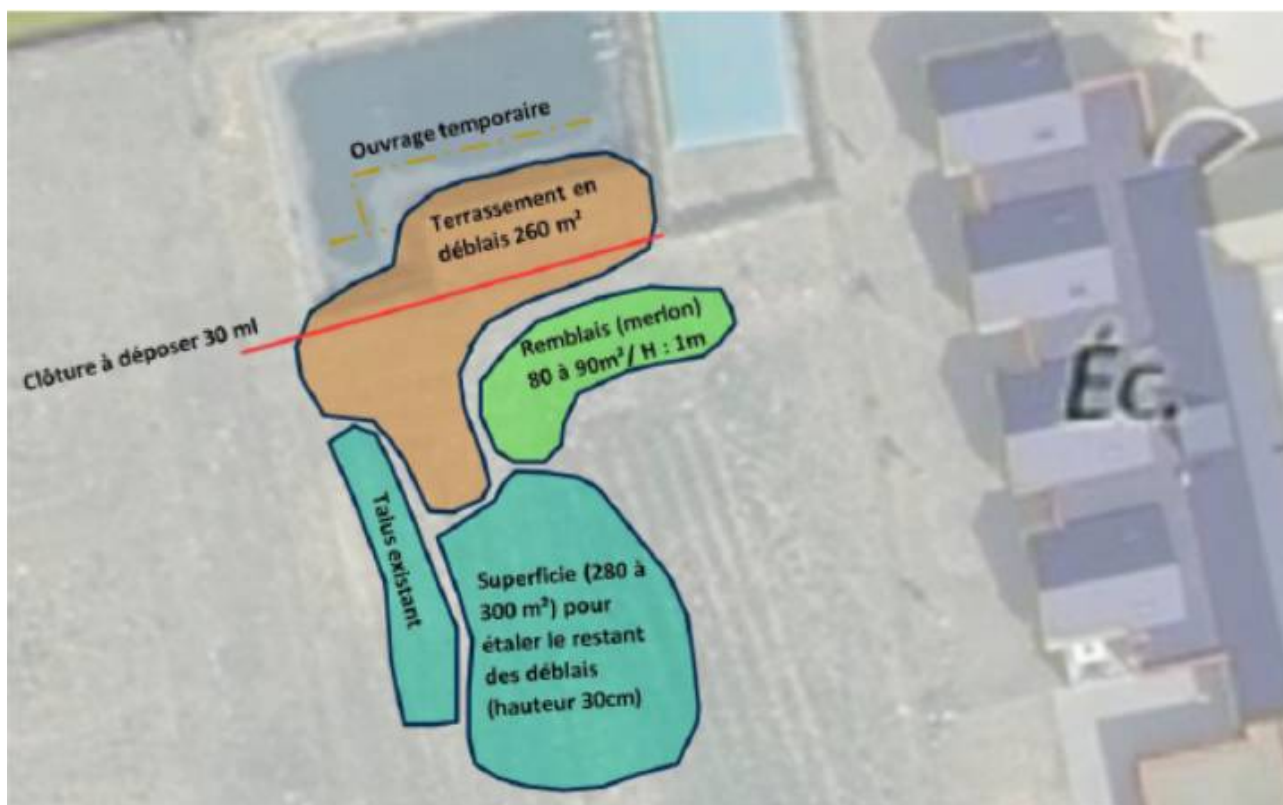 Ouvrage temporaire
Terrassement en
déblais 260 m²
Clôture à déposer 30 ml
Remblais (merlon)
80 à 90m²/ H : 1m
Éc.
Talus existant
Superficie (280 à
300 m²) pour
étaler le restant
des déblais
(hauteur 30cm)